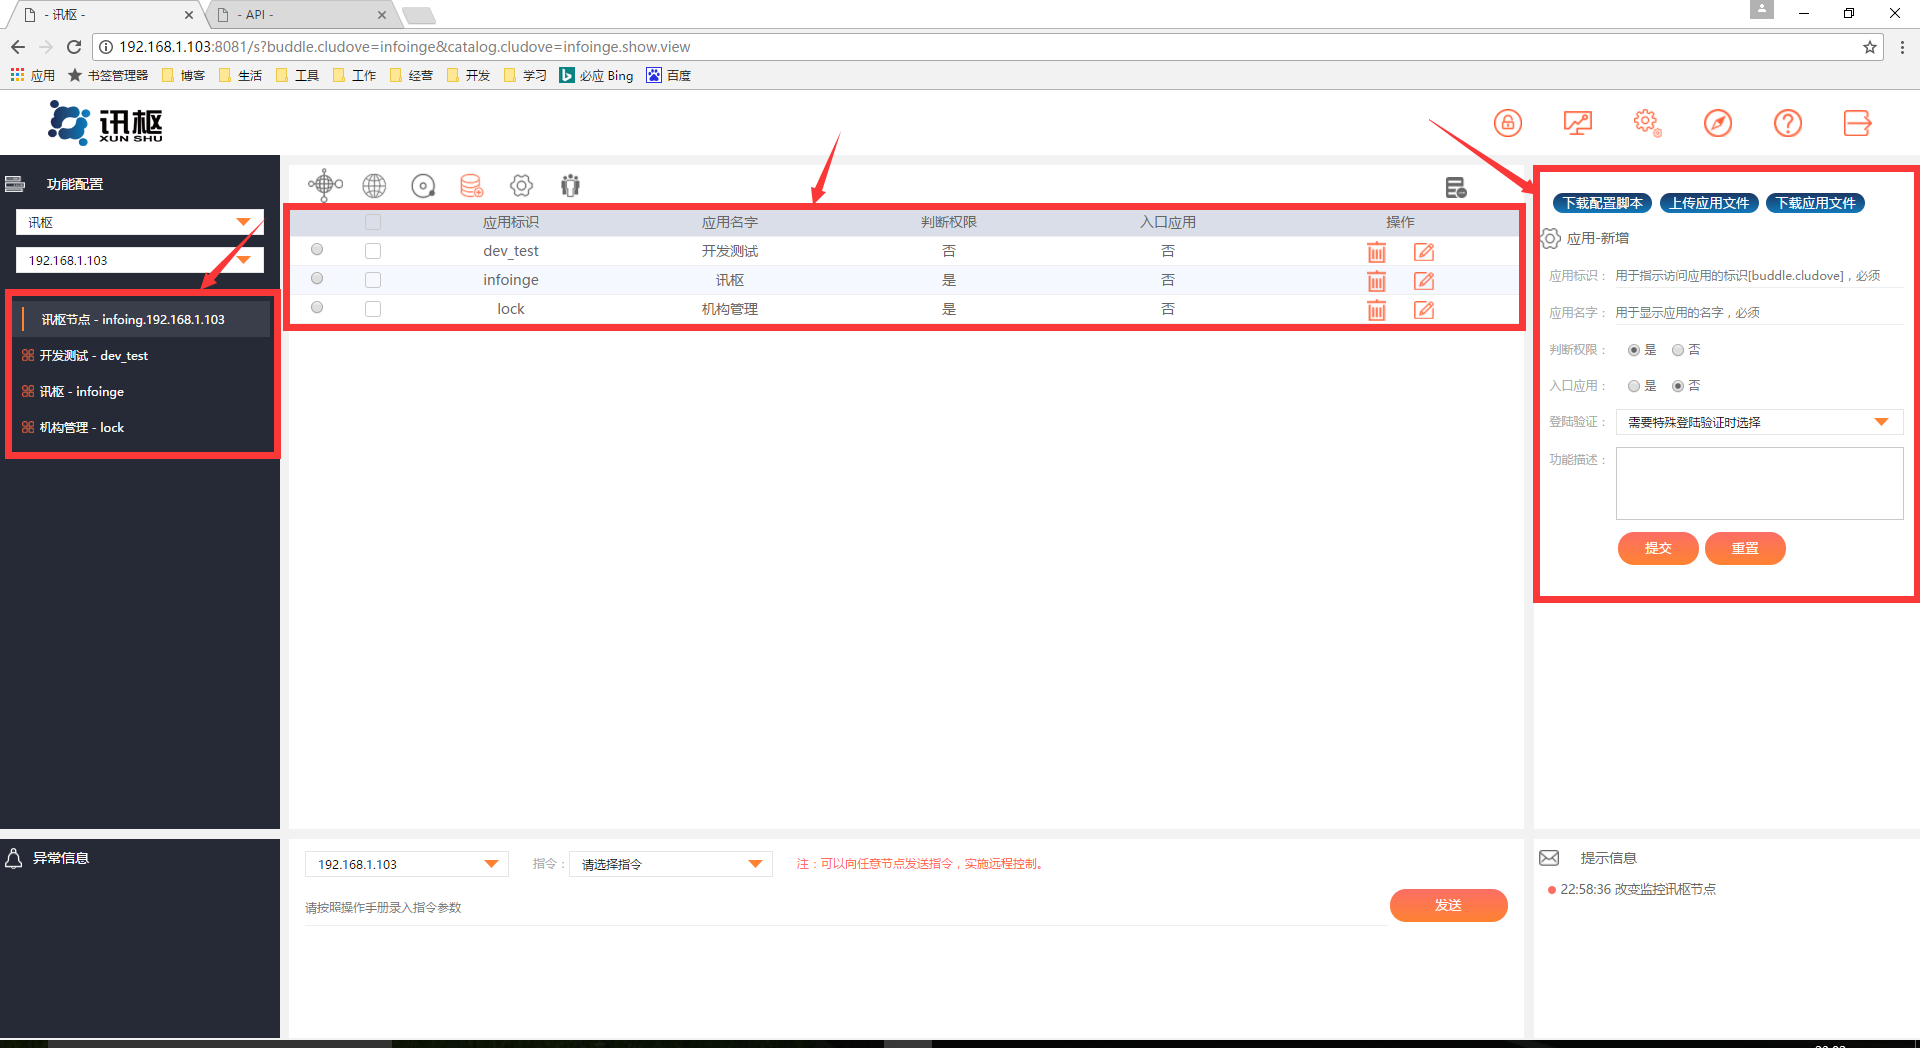 - 讯枢 -
- API -
192.168.1.103:8081/s?buddle.cludove=infoinge&catalog.cludove=infoinge.show.view
应用 书签管理器 博客 生活 工具 工作 经营 开发 学习 必应 Bing 百度
讯枢
XUN SHU
功能配置
讯枢
192.168.1.103
讯枢节点 - infoing.192.168.1.103
开发测试 - dev_test
讯枢 - infoinge
机构管理 - lock
应用标识 应用名字 判断权限 入口应用 操作
dev_test 开发测试 否 否
infoinge 讯枢 是 否
lock 机构管理 是 否
下载配置脚本 上传应用文件 下载应用文件
应用-新增
应用标识： 用于指示访问应用的标识[buddle.cludove]，必须
应用名字： 用于显示应用的名字，必须
判断权限： 是 否
入口应用： 是 否
登陆验证： 需要特殊登陆验证时选择
功能描述：
提交 重置
异常信息
192.168.1.103 指令： 请选择指令 注：可以向任意节点发送指令，实施远程控制。
请按照操作手册录入指令参数
发送
提示信息
22:58:36 改变监控讯枢节点